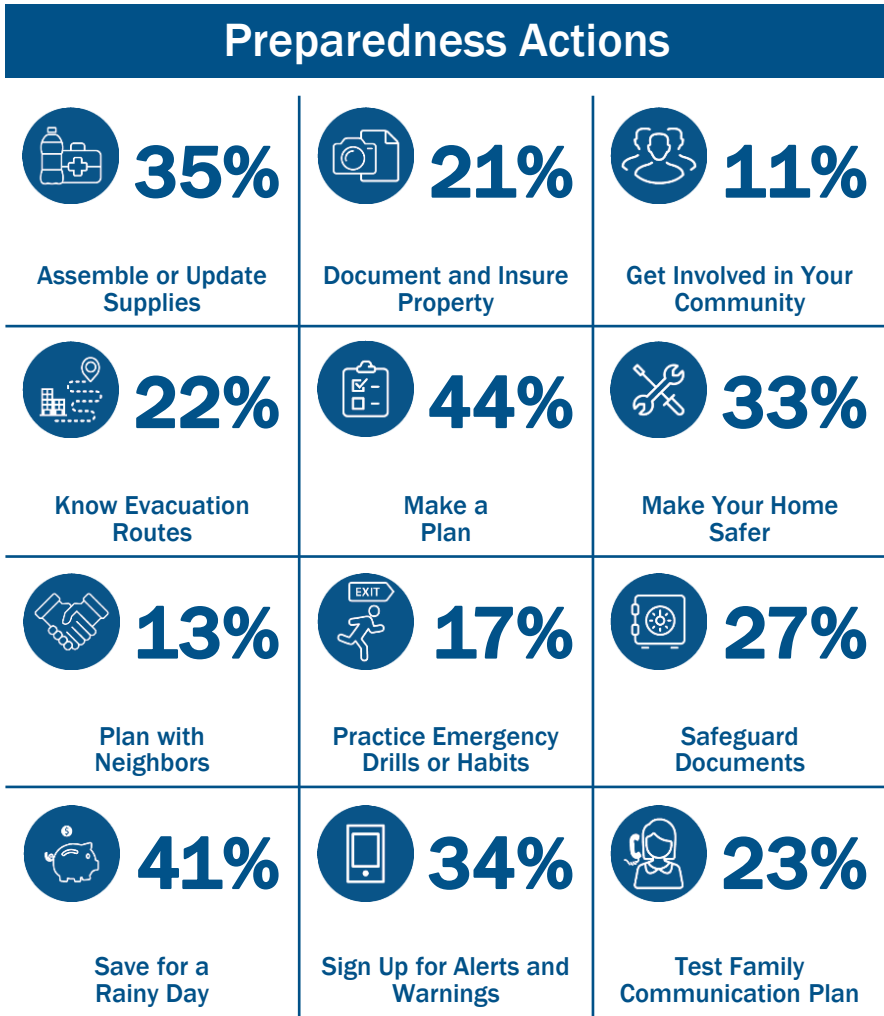 Preparedness Actions
35%
Assemble or Update
Supplies
21%
Document and Insure
Property
11%
Get Involved in Your
Community
22%
Know Evacuation
Routes
44%
Make a
Plan
33%
Make Your Home
Safer
13%
Plan with
Neighbors
EXIT
17%
Practice Emergency
Drills or Habits
27%
Safeguard
Documents
$
41%
Save for a
Rainy Day
34%
Sign Up for Alerts and
Warnings
23%
Test Family
Communication Plan